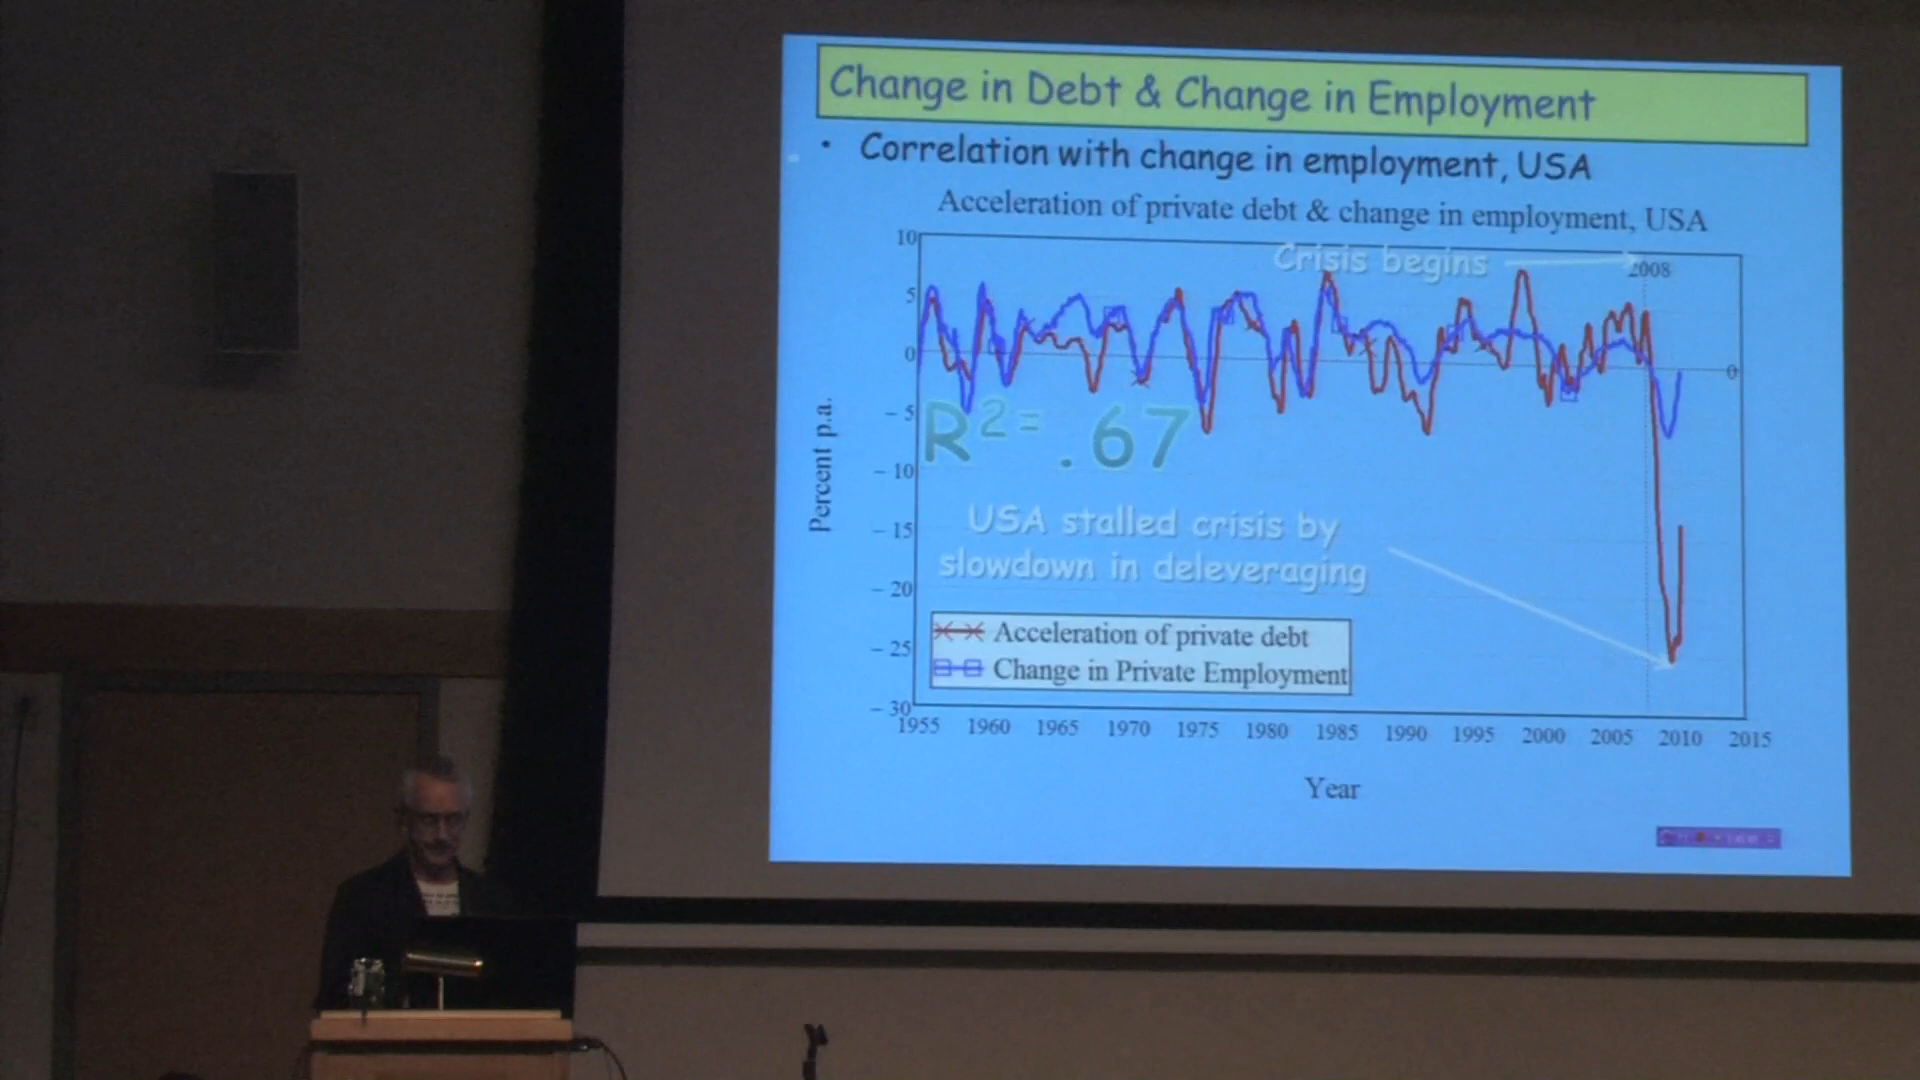 Change in Debt & Change in Employment
• Correlation with change in employment, USA
Acceleration of private debt & change in employment, USA
Crisis begins
2008
10
5
0
– 5
– 10
– 15
– 20
– 25
– 30
0
Percent p.a.
R²= .67
USA stalled crisis by
slowdown in deleveraging
Acceleration of private debt
Change in Private Employment
1955 1960 1965 1970 1975 1980 1985 1990 1995 2000 2005 2010 2015
Year